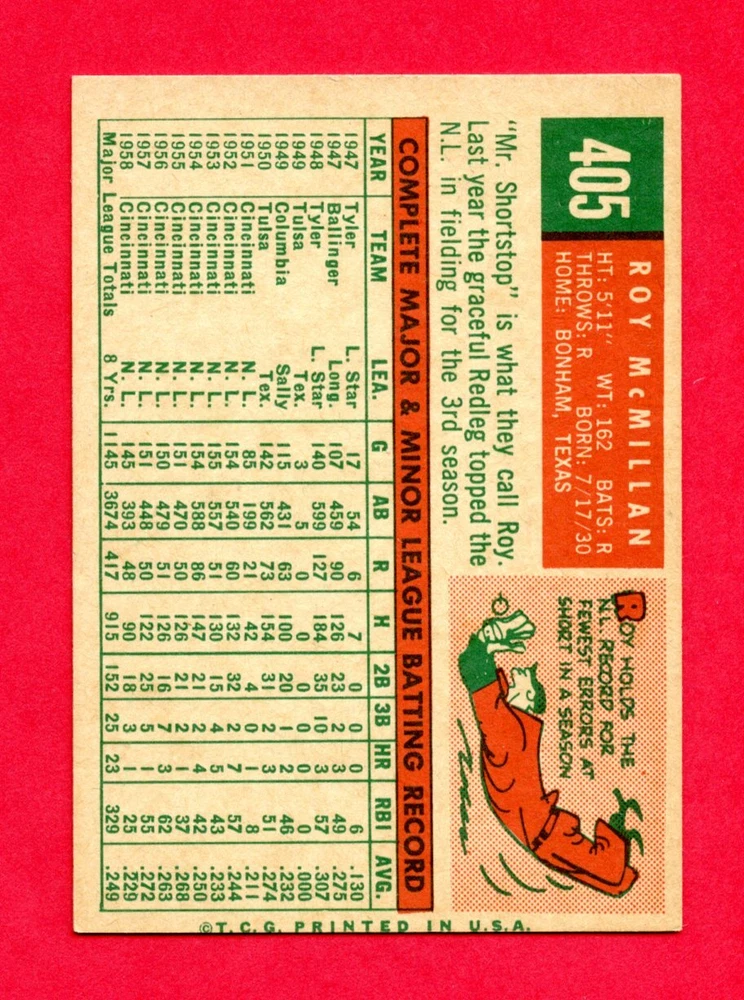 405
ROY McMILLAN
HT: 5'11" WT: 162 BATS: R
THROWS: R BORN: 7/17/30
HOME: BONHAM, TEXAS
"Mr. Shortstop" is what they call Roy.
Last year the graceful Redleg topped the
N.L. in fielding for the 3rd season.
ROY HOLDS THE
N.L. RECORD FOR
FEWEST ERRORS AT
SHORT IN A SEASON
COMPLETE MAJOR & MINOR LEAGUE BATTING RECORD
YEAR TEAM LEA. G AB R H 2B 3B HR RBI AVG.
1947 Tyler L. Star 17 54 6 7 0 0 0 6 .130
1947 Ballinger Long. 107 459 90 126 23 2 3 49 .275
1948 Tyler L. Star 140 599 127 184 35 10 3 57 .307
1949 Tulsa Tex. 3 5 0 0 0 0 0 0 .000
1949 Columbia Sally 115 431 63 100 20 1 2 46 .232
1950 Tulsa Tex. 142 562 73 154 31 2 3 51 .274
1951 Cincinnati N. L. 85 199 21 42 4 0 1 8 .211
1952 Cincinnati N. L. 154 540 60 132 32 2 7 57 .244
1953 Cincinnati N. L. 155 557 51 130 15 4 5 43 .233
1954 Cincinnati N. L. 154 588 86 147 21 2 4 42 .250
1955 Cincinnati N. L. 151 470 50 126 21 2 1 37 .268
1956 Cincinnati N. L. 150 479 51 126 16 7 3 62 .263
1957 Cincinnati N. L. 151 448 50 122 25 5 1 55 .272
1958 Cincinnati N. L. 145 393 48 90 18 3 1 25 .229
Major League Totals 8 Yrs. 1145 3674 417 915 152 25 23 329 .249
©T.C.G. PRINTED IN U.S.A.